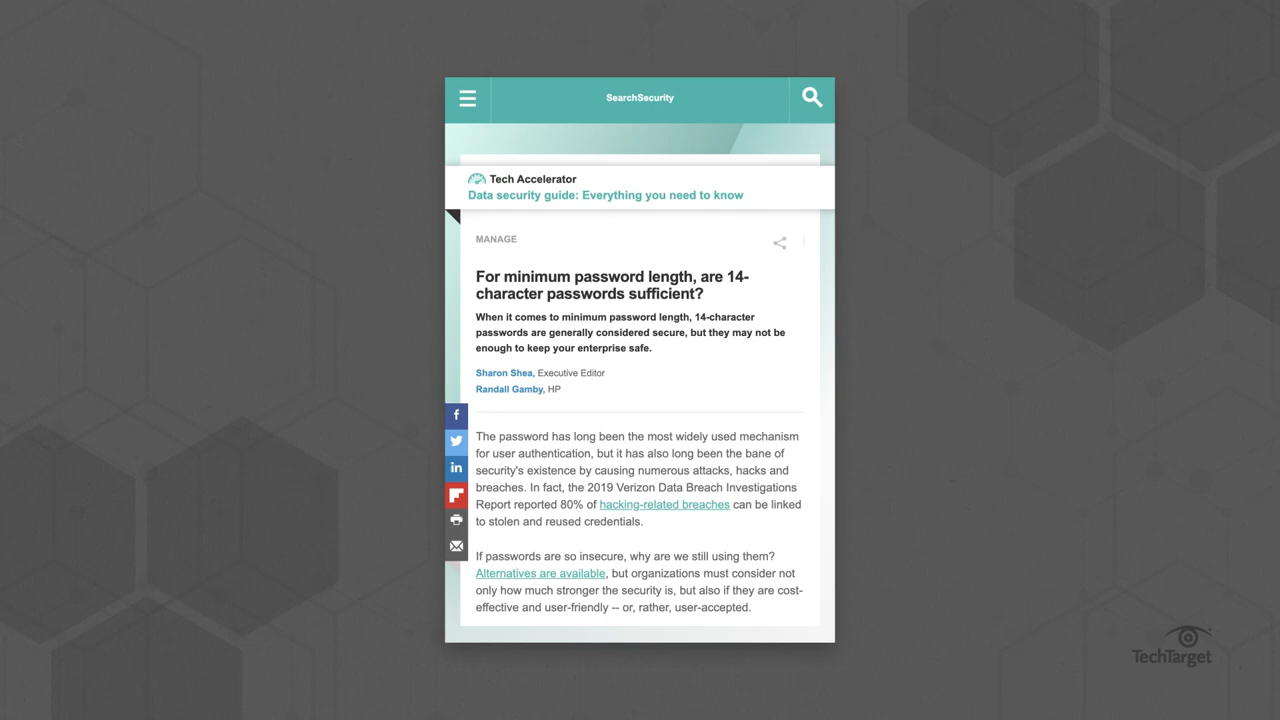 SearchSecurity
Tech Accelerator
Data security guide: Everything you need to know
MANAGE
For minimum password length, are 14-
character passwords sufficient?
When it comes to minimum password length, 14-character
passwords are generally considered secure, but they may not be
enough to keep your enterprise safe.
Sharon Shea, Executive Editor
Randall Gamby, HP
The password has long been the most widely used mechanism
for user authentication, but it has also long been the bane of
security's existence by causing numerous attacks, hacks and
breaches. In fact, the 2019 Verizon Data Breach Investigations
Report reported 80% of hacking-related breaches can be linked
to stolen and reused credentials.
If passwords are so insecure, why are we still using them?
Alternatives are available, but organizations must consider not
only how much stronger the security is, but also if they are cost-
effective and user-friendly -- or, rather, user-accepted.
TechTarget